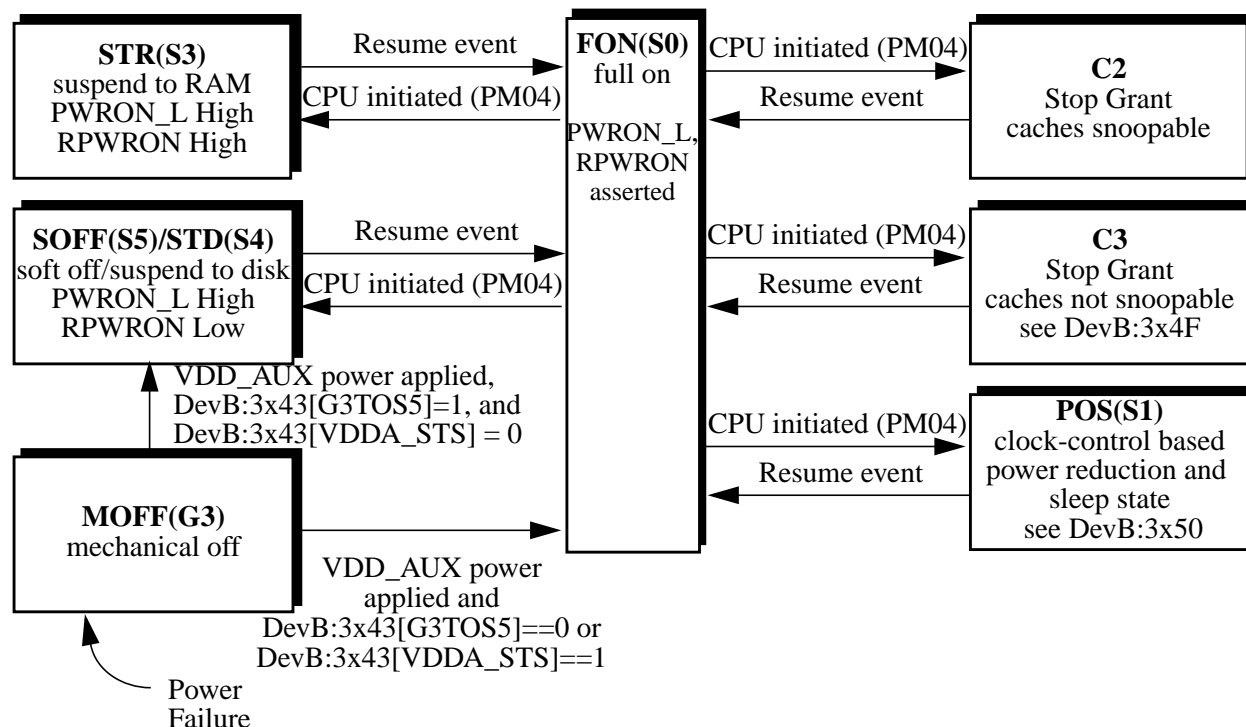 STR(S3)
suspend to RAM
PWRON_L High
RPWRON High
Resume event
CPU initiated (PM04)
FON(S0)
full on
PWRON_L,
RPWRON
asserted
CPU initiated (PM04)
Resume event
C2
Stop Grant
caches snoopable
SOFF(S5)/STD(S4)
soft off/suspend to disk
PWRON_L High
RPWRON Low
Resume event
CPU initiated (PM04)
CPU initiated (PM04)
Resume event
C3
Stop Grant
caches not snoopable
see DevB:3x4F
VDD_AUX power applied,
DevB:3x43[G3TOS5]=1, and
DevB:3x43[VDDA_STS] = 0
CPU initiated (PM04)
Resume event
POS(S1)
clock-control based
power reduction and
sleep state
see DevB:3x50
MOFF(G3)
mechanical off
VDD_AUX power
applied and
DevB:3x43[G3TOS5]==0 or
DevB:3x43[VDDA_STS]==1
Power
Failure